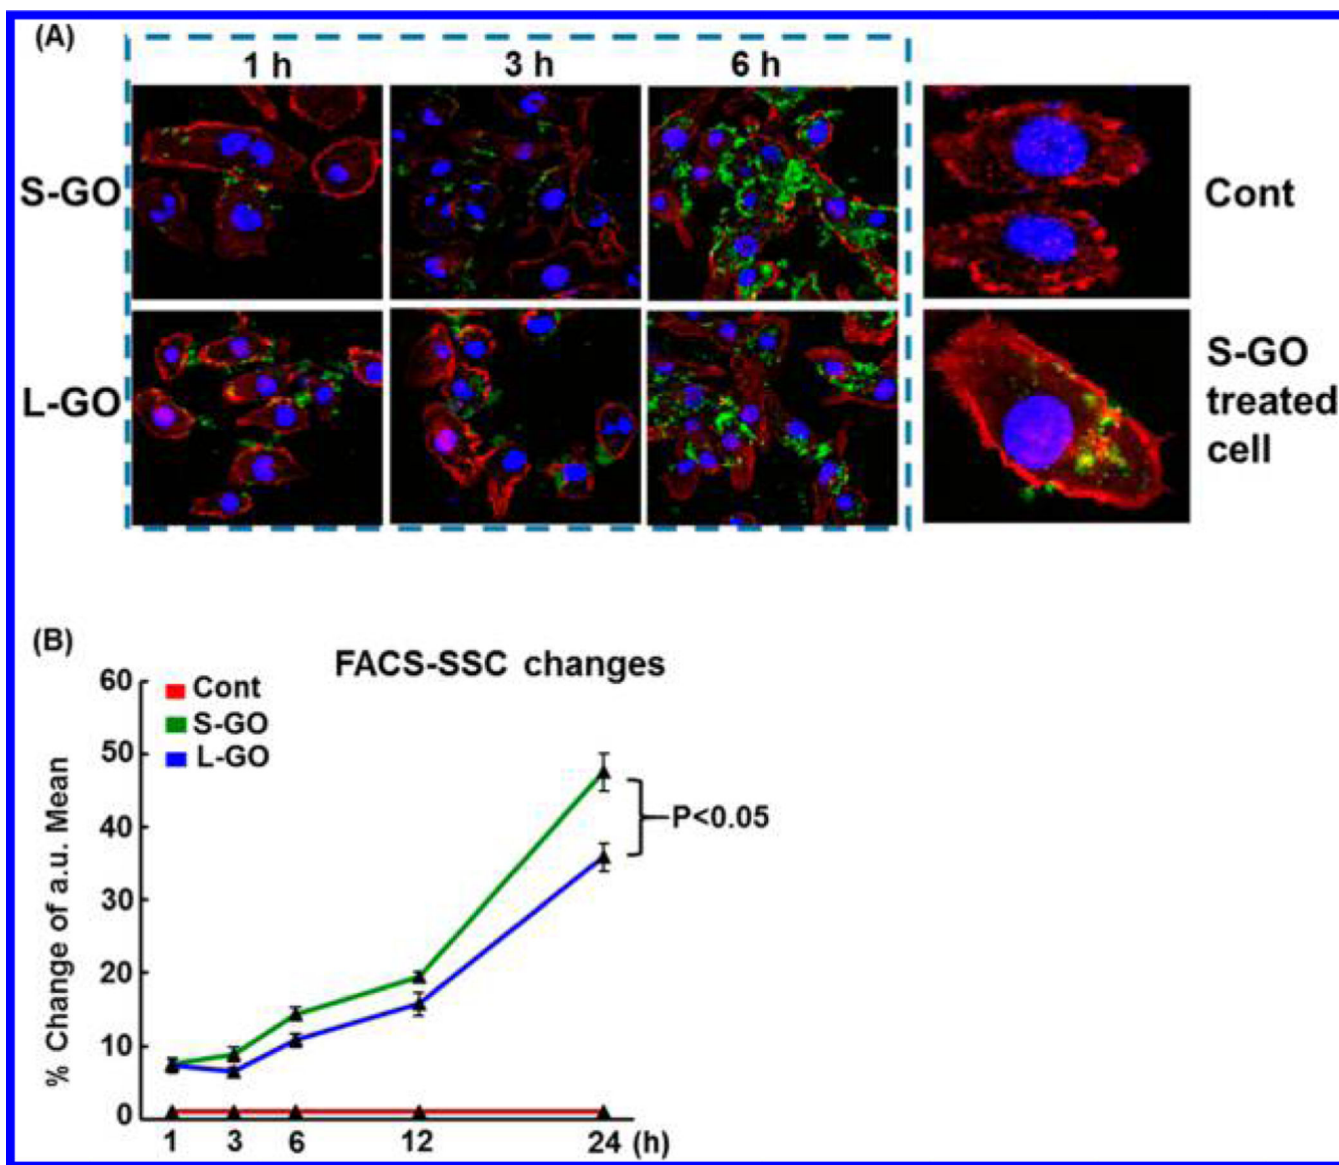 (A)
1 h 3 h 6 h
S-GO
Cont
L-GO
S-GO
treated
cell
(B)
FACS-SSC changes
% Change of a.u. Mean
60
50
40
30
20
10
0
Cont
S-GO
L-GO
P<0.05
1 3 6 12 24 (h)